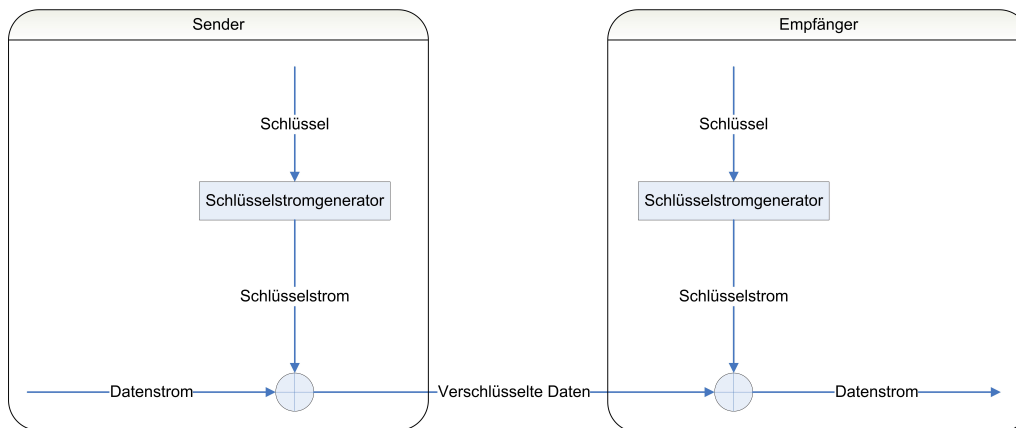 Sender
Empfänger
Schlüssel
Schlüssel
Schlüsselstromgenerator
Schlüsselstromgenerator
Schlüsselstrom
Schlüsselstrom
Datenstrom
Verschlüsselte Daten
Datenstrom